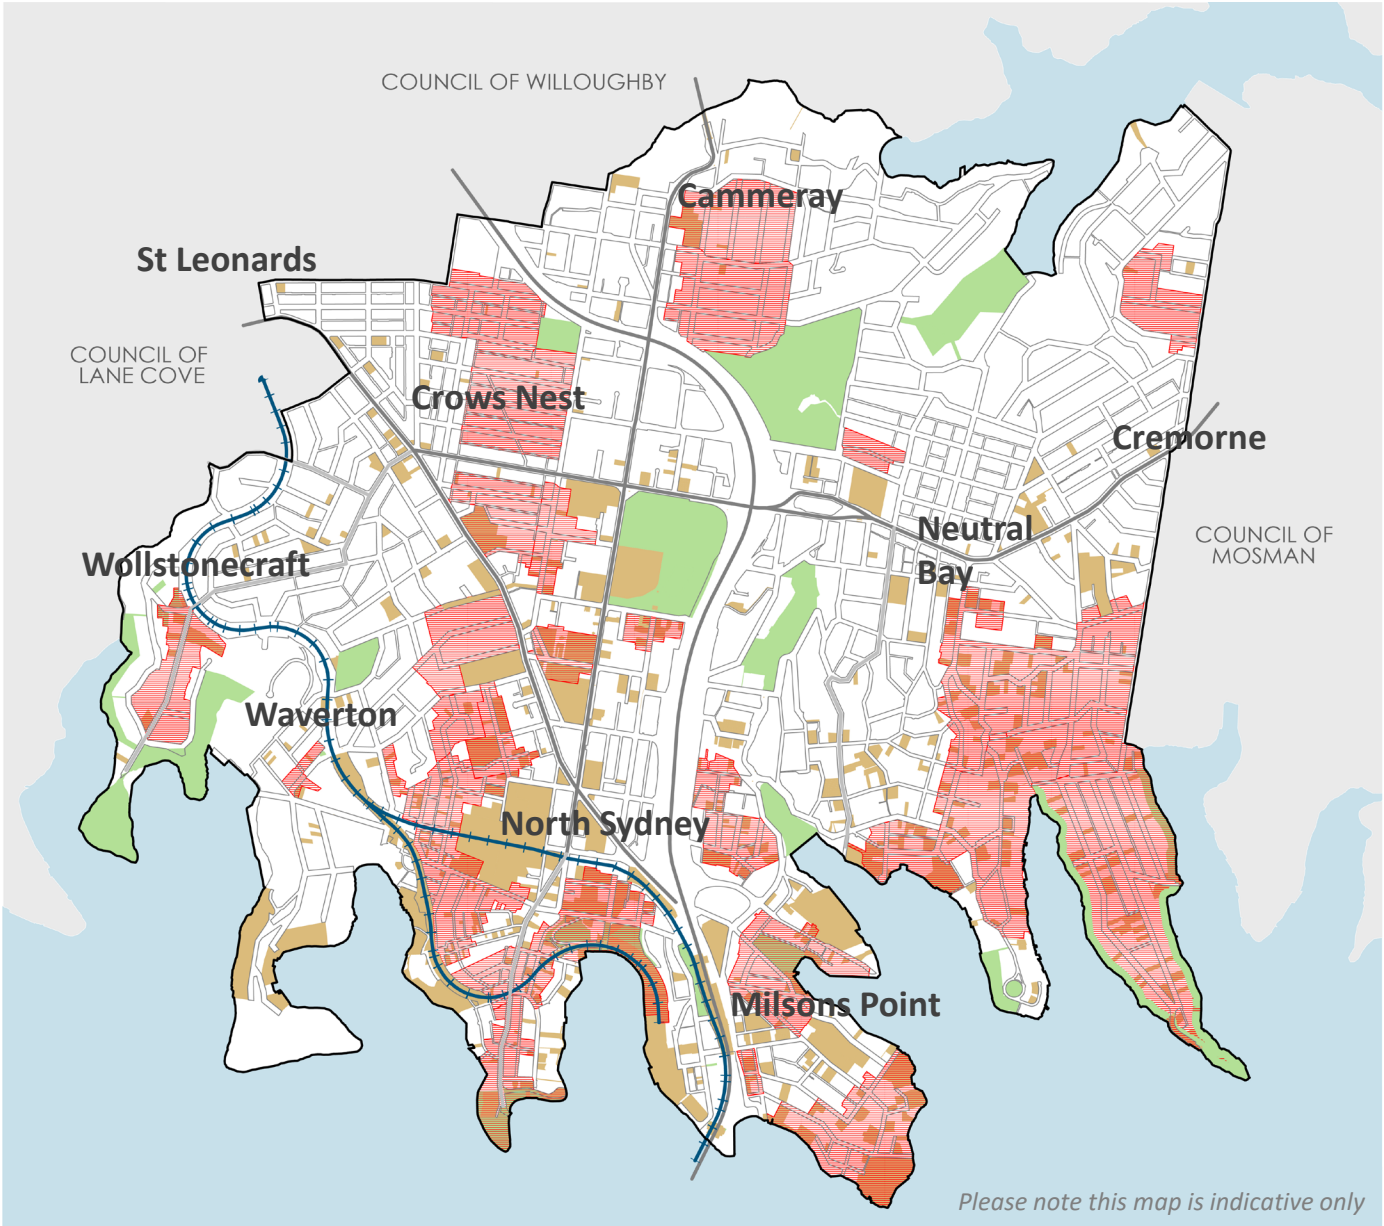 COUNCIL OF WILLOUGHBY
Cammeray
St Leonards
COUNCIL OF
LANE COVE
Crows Nest
Cremorne
Neutral
Bay
COUNCIL OF
MOSMAN
Wollstonecraft
Waverton
North Sydney
Milsons Point
Please note this map is indicative only